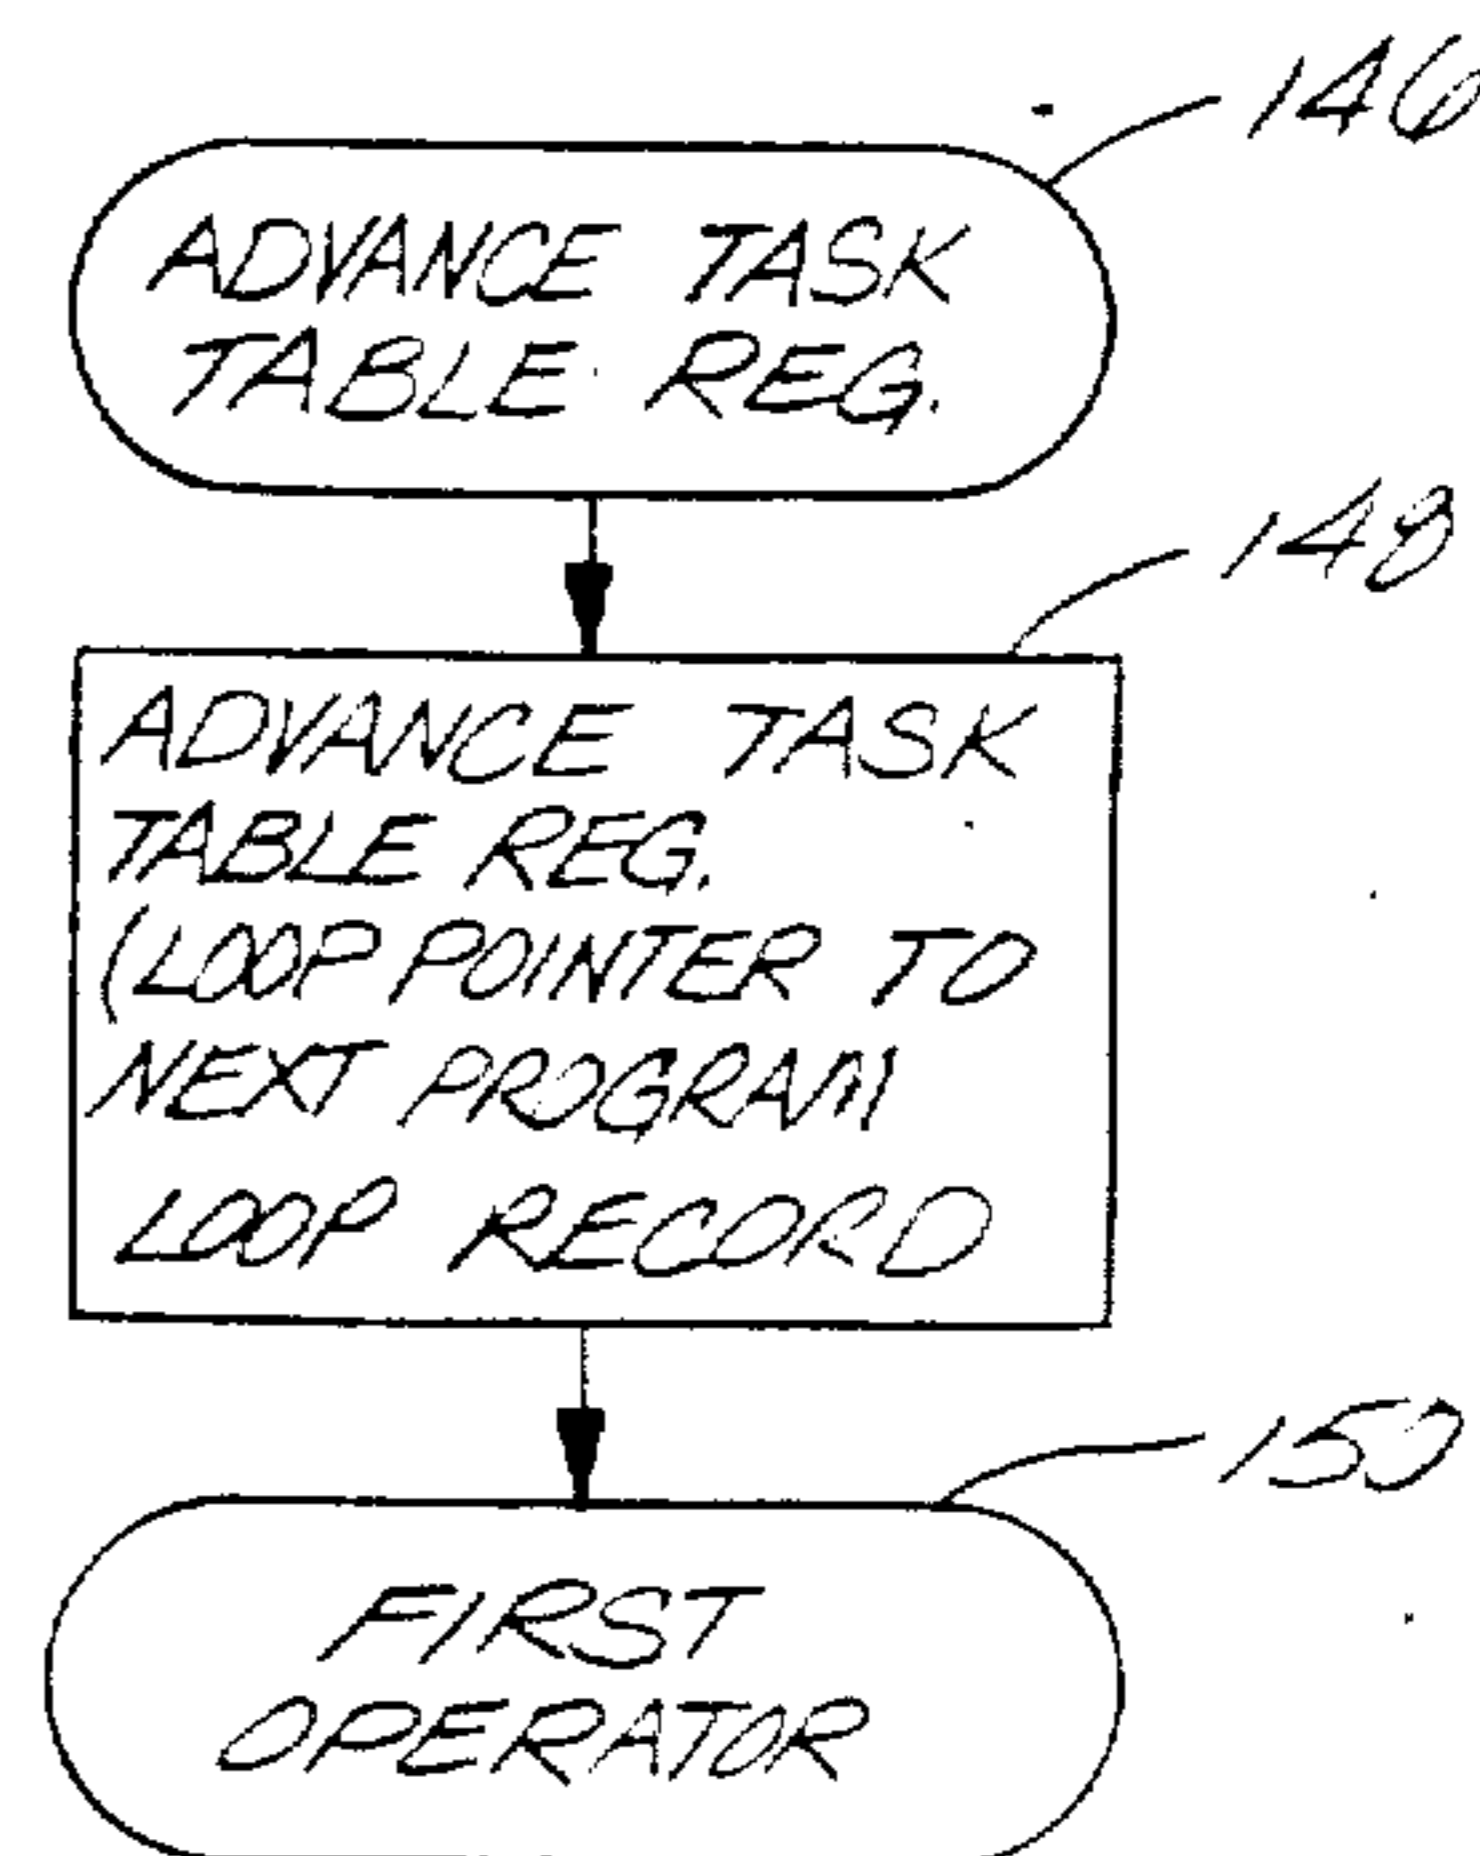 146
ADVANCE TASK
TABLE REG.
148
ADVANCE TASK
TABLE REG.
(LOOP POINTER TO
NEXT PROGRAM
LOOP RECORD
150
FIRST
OPERATOR